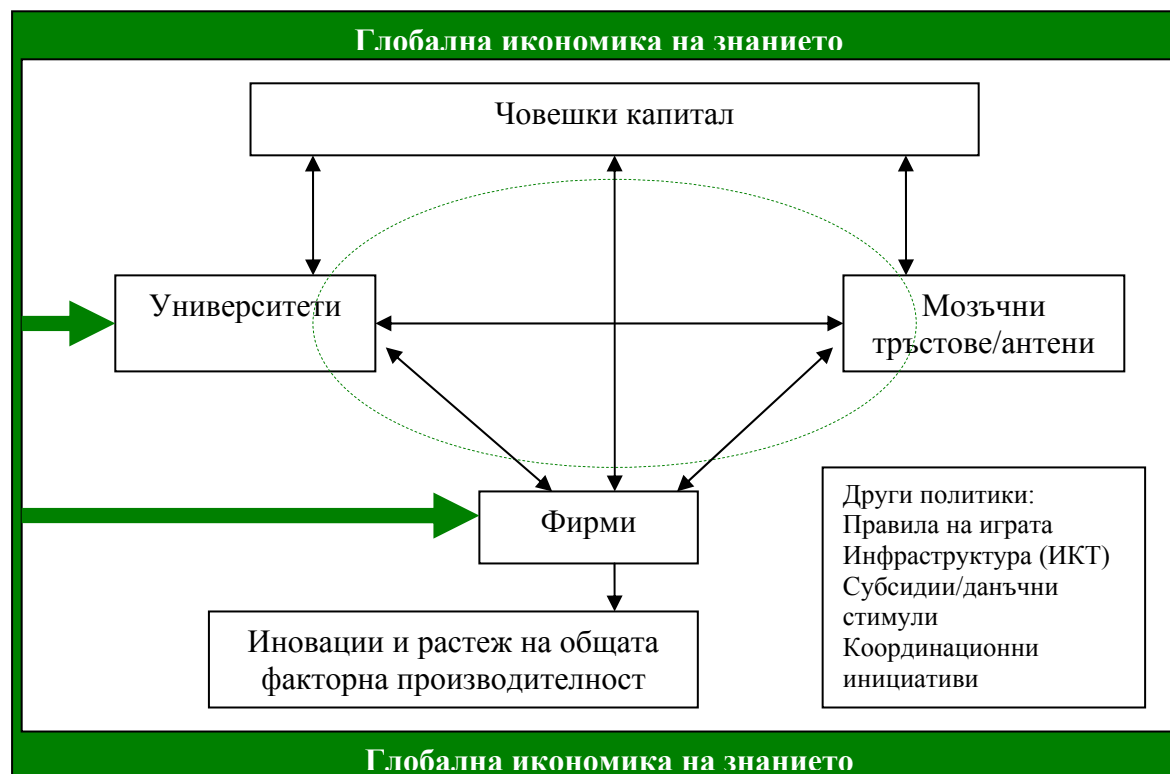 Глобална икономика на знанието
Човешки капитал
Университети
Мозъчни
тръстове/антени
Фирми
Други политики:
Правила на играта
Инфраструктура (ИКТ)
Субсидии/данъчни
стимули
Координационни
инициативи
Иновации и растеж на общата
факторна производителност
Глобална икономика на знанието